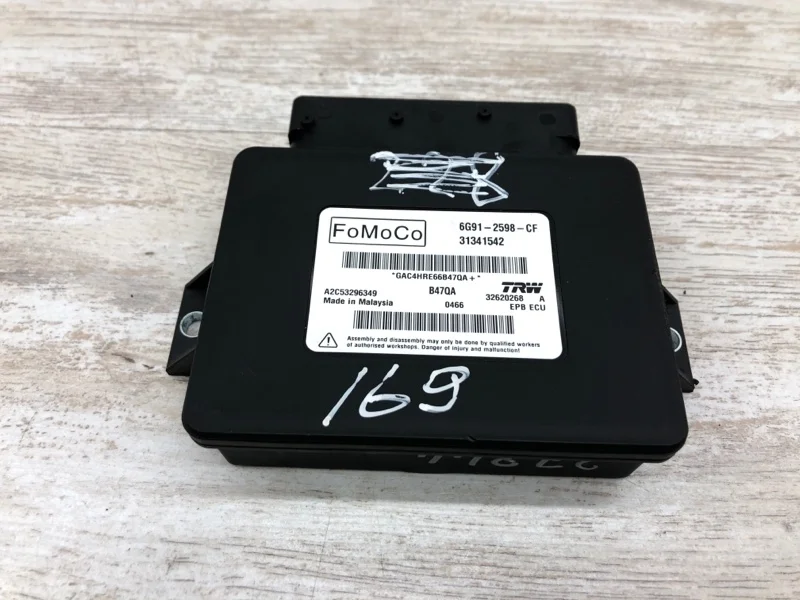 FoMoCo
6G91-2598-CF
31341542
*GAC4HRE66B47QA+*
A2C53296349 B47QA TRW
Made in Malaysia 0466 32620268 A
EPB ECU
Assembly and disassembly may only be done by qualified workers
of authorised workshops. Danger of injury and malfunction!
169